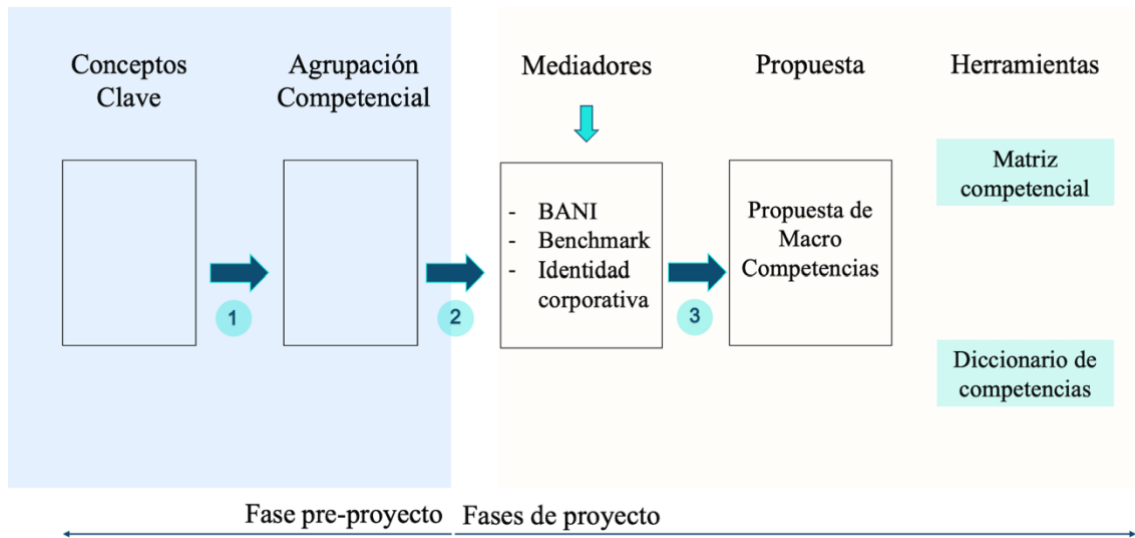 Conceptos
Clave
Agrupación
Competencial
Mediadores
Propuesta
Herramientas
- BANI
- Benchmark
- Identidad
corporativa
Propuesta de
Macro
Competencias
Matriz
competencial
Diccionario de
competencias
1
2
3
Fase pre-proyecto
Fases de proyecto